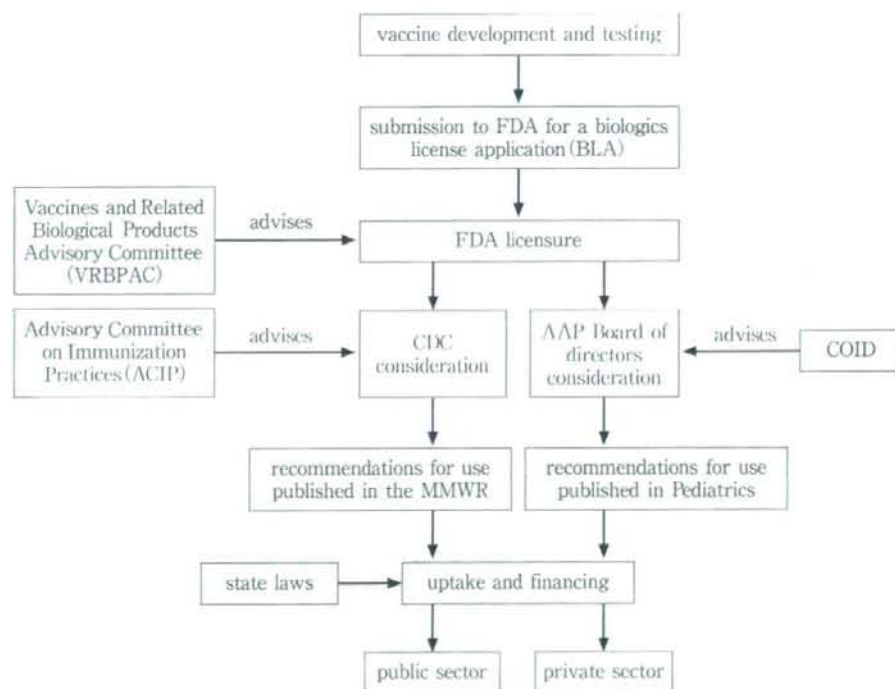 vaccine development and testing
submission to FDA for a biologics
license application(BLA)
Vaccines and Related
Biological Products
Advisory Committee
(VRBPAC)
advises
FDA licensure
Advisory Committee
on Immunization
Practices(ACIP)
advises
CDC
consideration
AAP Board of
directors
consideration
advises
COID
recommendations for use
published in the MMWR
recommendations for use
published in Pediatrics
state laws
uptake and financing
public sector
private sector